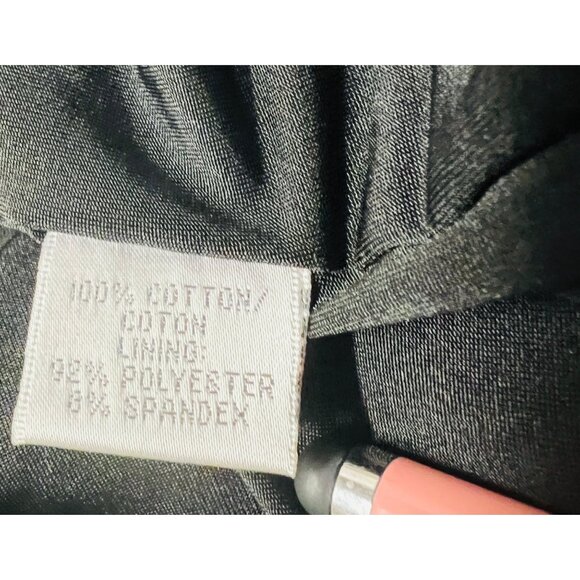 100% COTTON/
COTON
LINING:
92% POLYESTER
8% SPANDEX